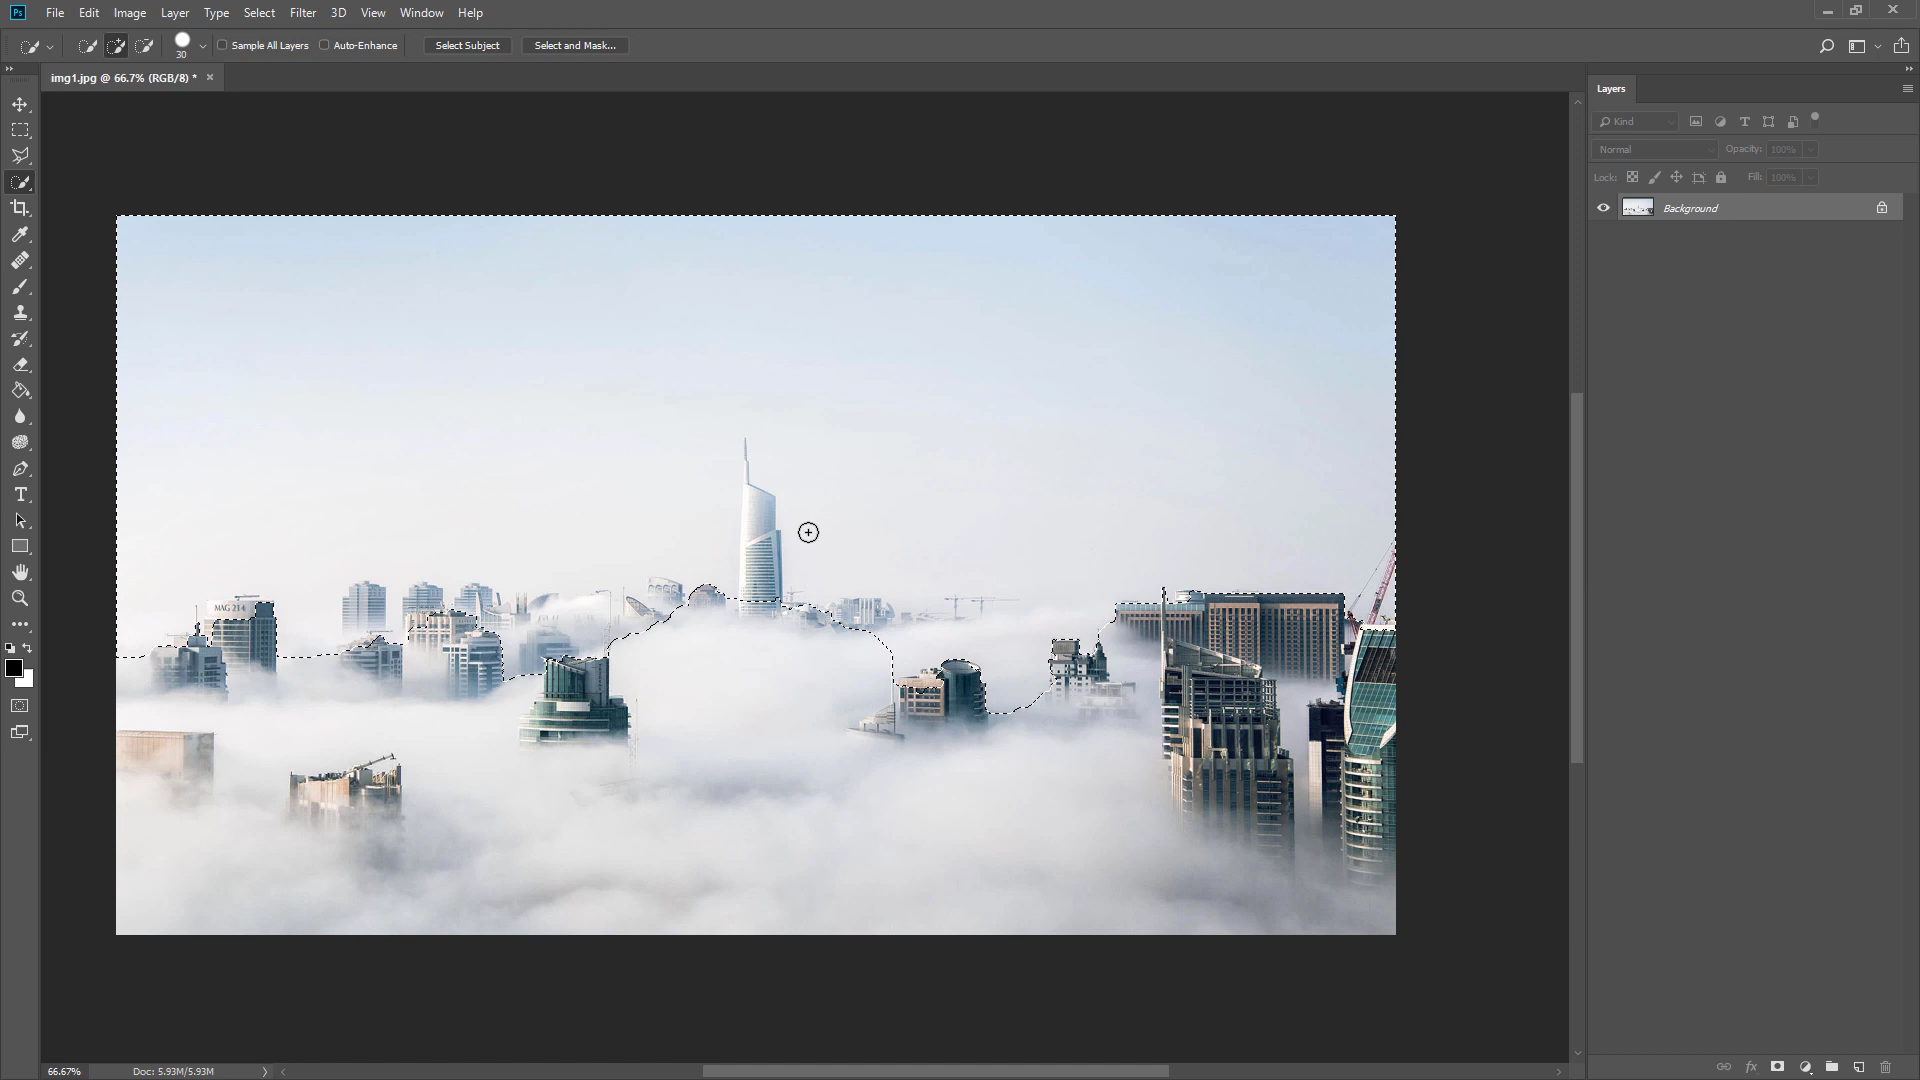 Ps File Edit Image Layer Type Select Filter 3D View Window Help
30 Sample All Layers Auto-Enhance Select Subject Select and Mask...
img1.jpg @ 66.7% (RGB/8) * ×
Layers
Kind
Normal Opacity: 100%
Lock: Fill: 100%
Background
MAG 214
66.67% Doc: 5.93M/5.93M